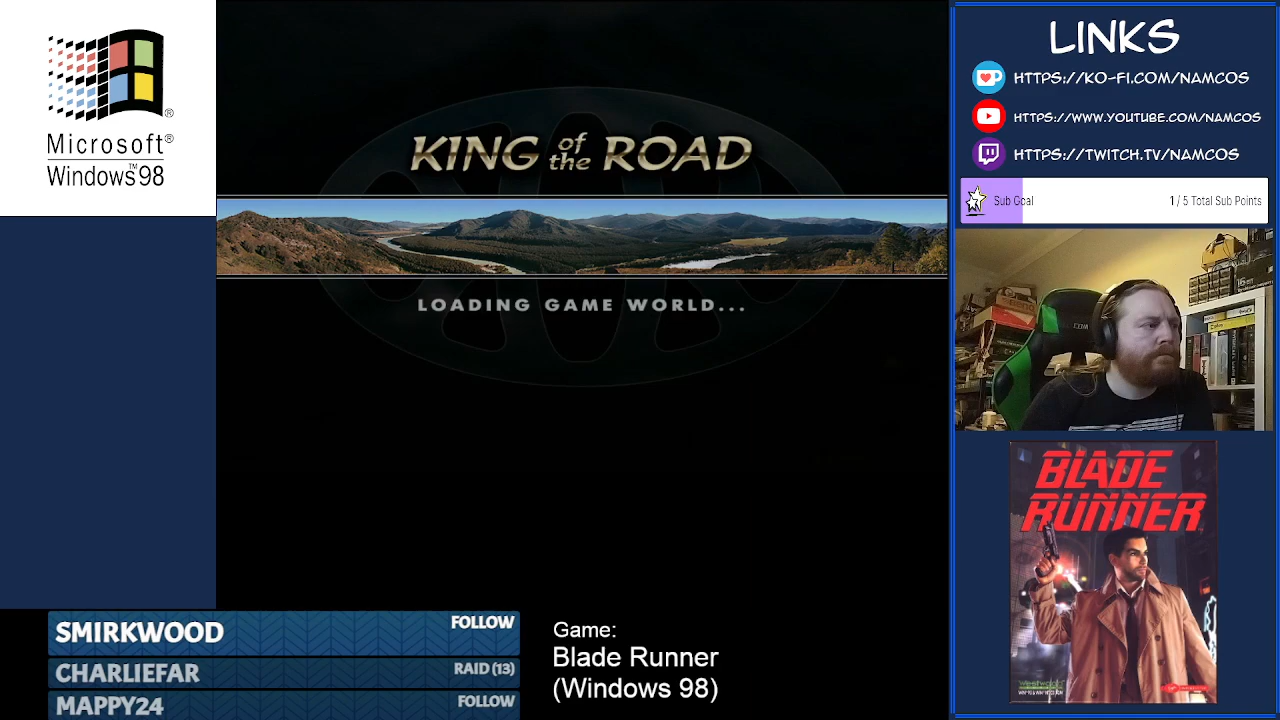 Microsoft®
Windows™98
KING of the ROAD
LOADING GAME WORLD...
LINKS
HTTPS://KO-FI.COM/NAMCOS
HTTPS://WWW.YOUTUBE.COM/NAMCOS
HTTPS://TWITCH.TV/NAMCOS
Sub Goal
1 / 5 Total Sub Points
BLADE
RUNNER
Westwood
SMIRKWOOD
FOLLOW
CHARLIEFAR
RAID (13)
MAPPY24
FOLLOW
Game:
Blade Runner
(Windows 98)